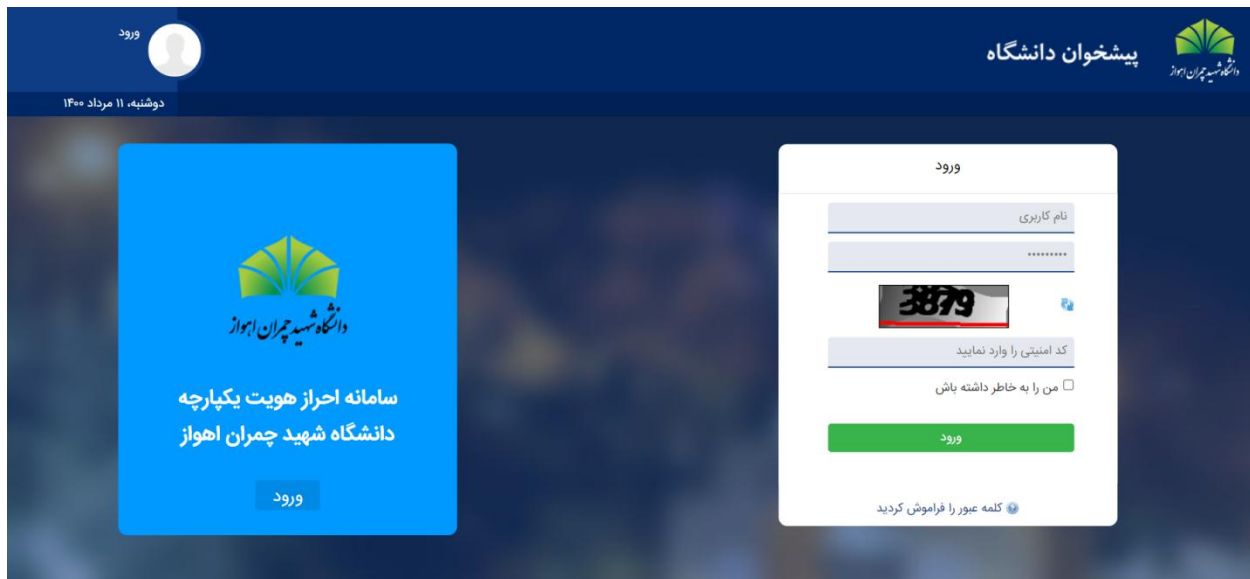 دانشگاه شهید چمران اهواز
پیشخوان دانشگاه
ورود
دوشنبه، ۱۱ مرداد ۱۴۰۰
ورود
نام کاربری
•••••••••
3879
کد امنیتی را وارد نمایید
من را به خاطر داشته باش
ورود
کلمه عبور را فراموش کردید
دانشگاه شهید چمران اهواز
سامانه احراز هویت یکپارچه
دانشگاه شهید چمران اهواز
ورود